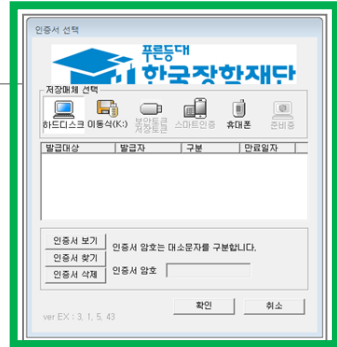 인증서 선택
푸른등대
한국장학재단
저장매체 선택
하드디스크 이동식(K:) 보안토큰 저장토큰 스마트인증 휴대폰 준비중
발급대상 발급자 구분 만료일자
인증서 보기
인증서 암호는 대소문자를 구분합니다.
인증서 찾기
인증서 삭제 인증서 암호
확인 취소
ver EX : 3, 1, 5, 43